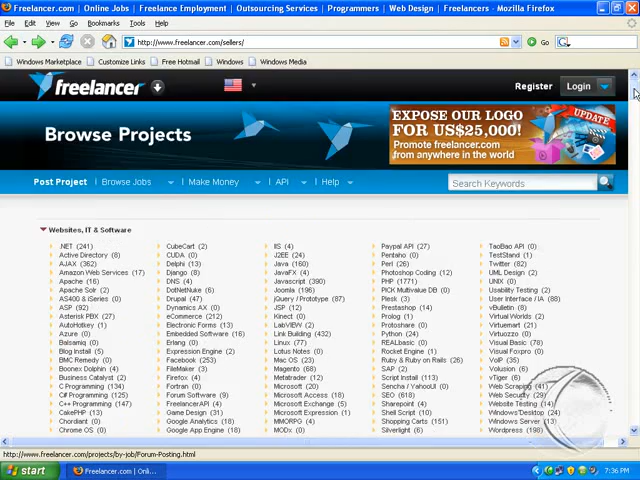 Freelancer.com | Online Jobs | Freelance Employment | Outsourcing Services | Programmers | Web Design | Freelancers - Mozilla Firefox
File Edit View Go Bookmarks Tools Help
http://www.freelancer.com/sellers/ Go
Windows Marketplace Customize Links Free Hotmail Windows Windows Media
freelancer Register Login
Browse Projects
EXPOSE OUR LOGO
FOR US$25,000!
UPDATE
Promote freelancer.com
from anywhere in the world
Post Project Browse Jobs Make Money API Help Search Keywords
Websites, IT & Software
.NET (241) CubeCart (2) IIS (4) Paypal API (27) TaoBao API (0)
Active Directory (8) CUDA (0) J2EE (24) Pentaho (0) TestStand (1)
AJAX (362) Delphi (13) Java (160) Perl (26) Twitter (82)
Amazon Web Services (17) Django (8) JavaFX (4) Photoshop Coding (12) UML Design (2)
Apache (16) DNS (4) Javascript (390) PHP (1771) UNIX (0)
Apache Solr (2) DotNetNuke (6) Joomla (196) PICK Multivalue DB (0) Usability Testing (2)
AS400 & iSeries (0) Drupal (47) jQuery / Prototype (87) Plesk (3) User Interface / IA (88)
ASP (92) Dynamics AX (0) JSP (12) Prestashop (14) vBulletin (8)
Asterisk PBX (27) eCommerce (212) Kinect (0) Prolog (1) Virtual Worlds (2)
AutoHotkey (1) Electronic Forms (13) LabVIEW (2) Protoshare (0) Virtuemart (21)
Azure (0) Embedded Software (16) Link Building (432) Python (24) Virtuozzo (0)
Balsamiq (0) Erlang (0) Linux (77) REALbasic (0) Visual Basic (78)
Blog Install (5) Expression Engine (2) Lotus Notes (0) Rocket Engine (1) Visual Foxpro (0)
BMC Remedy (0) Facebook (253) Mac OS (23) Ruby & Ruby on Rails (26) VoIP (35)
Boonex Dolphin (4) FileMaker (3) Magento (68) SAP (2) Volusion (6)
Business Catalyst (2) Firefox (4) Metatrader (12) Script Install (113) vTiger (6)
C Programming (134) Fortran (0) Microsoft (20) Sencha / YahooUI (0) Web Scraping (41)
C# Programming (125) Forum Software (9) Microsoft Access (18) SEO (618) Web Security (29)
C++ Programming (147) FreelancerAPI (4) Microsoft Exchange (5) Sharepoint (4) Website Testing (14)
CakePHP (13) Game Design (31) Microsoft Expression (1) Shell Script (10) Windows Desktop (24)
Chordiant (0) Google Analytics (18) MMORPG (4) Shopping Carts (151) Windows Server (13)
Chrome OS (0) Google App Engine (18) MODx (0) Silverlight (6) Wordpress (198)
http://www.freelancer.com/projects/by-job/Forum-Posting.html
start Freelancer.com | Onli... 7:36 PM